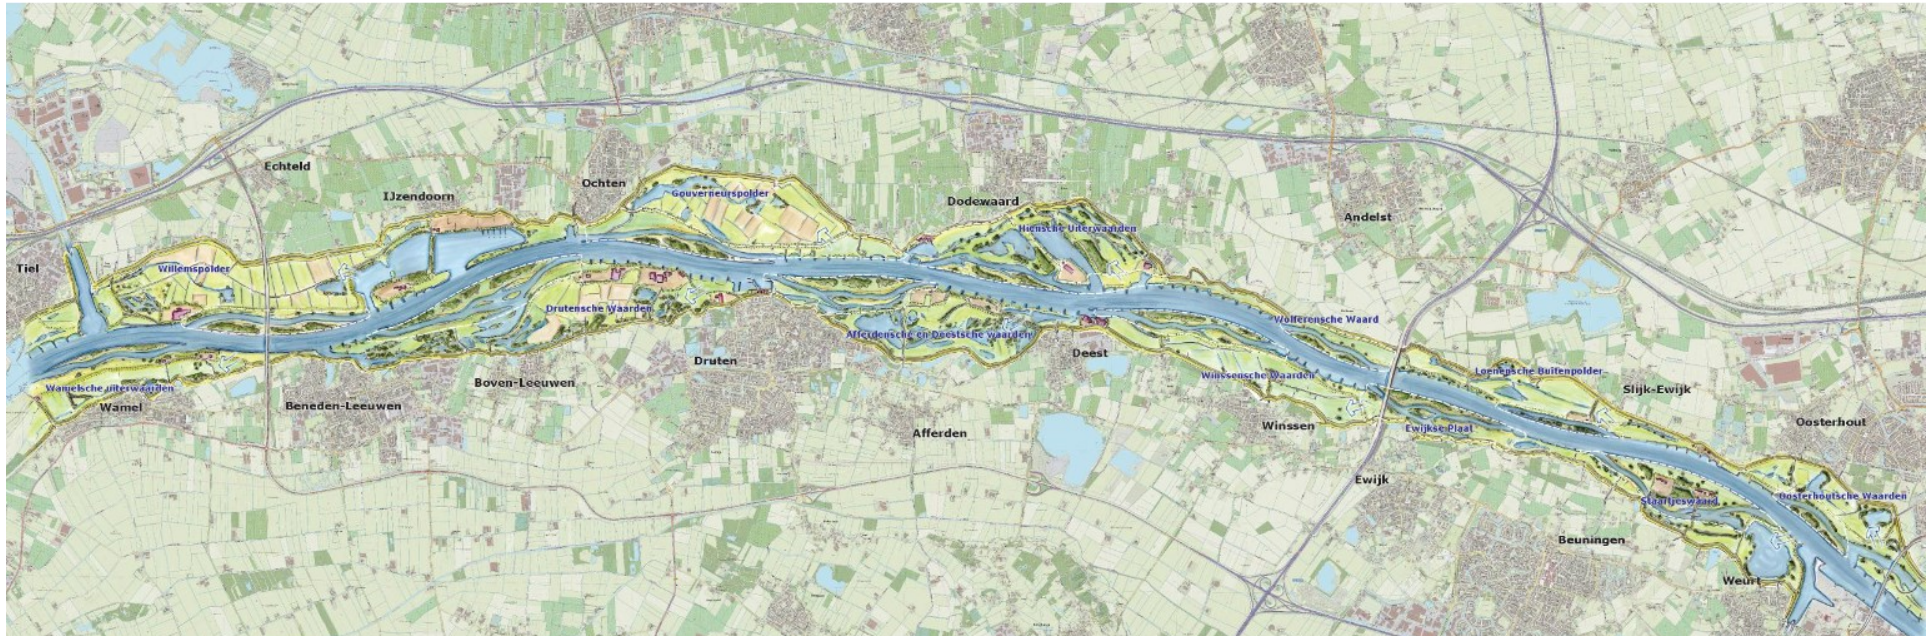 Echteld
IJzendoorn
Ochten
Gouverneurspolder
Dodewaard
Hiensche Uiterwaarden
Andelst
Tiel
Willemspolder
Drutensche Waarden
Afferdensche en Deestsche waarden
Wolferensche Waard
Druten
Deest
Boven-Leeuwen
Winssensche Waarden
Loenensche Buitenpolder
Slijk-Ewijk
Wamelsche uiterwaarden
Wamel
Beneden-Leeuwen
Afferden
Winssen
Ewijkse Plaat
Oosterhout
Ewijk
Staartjeswaard
Oosterhoutsche Waarden
Beuningen
Weurt